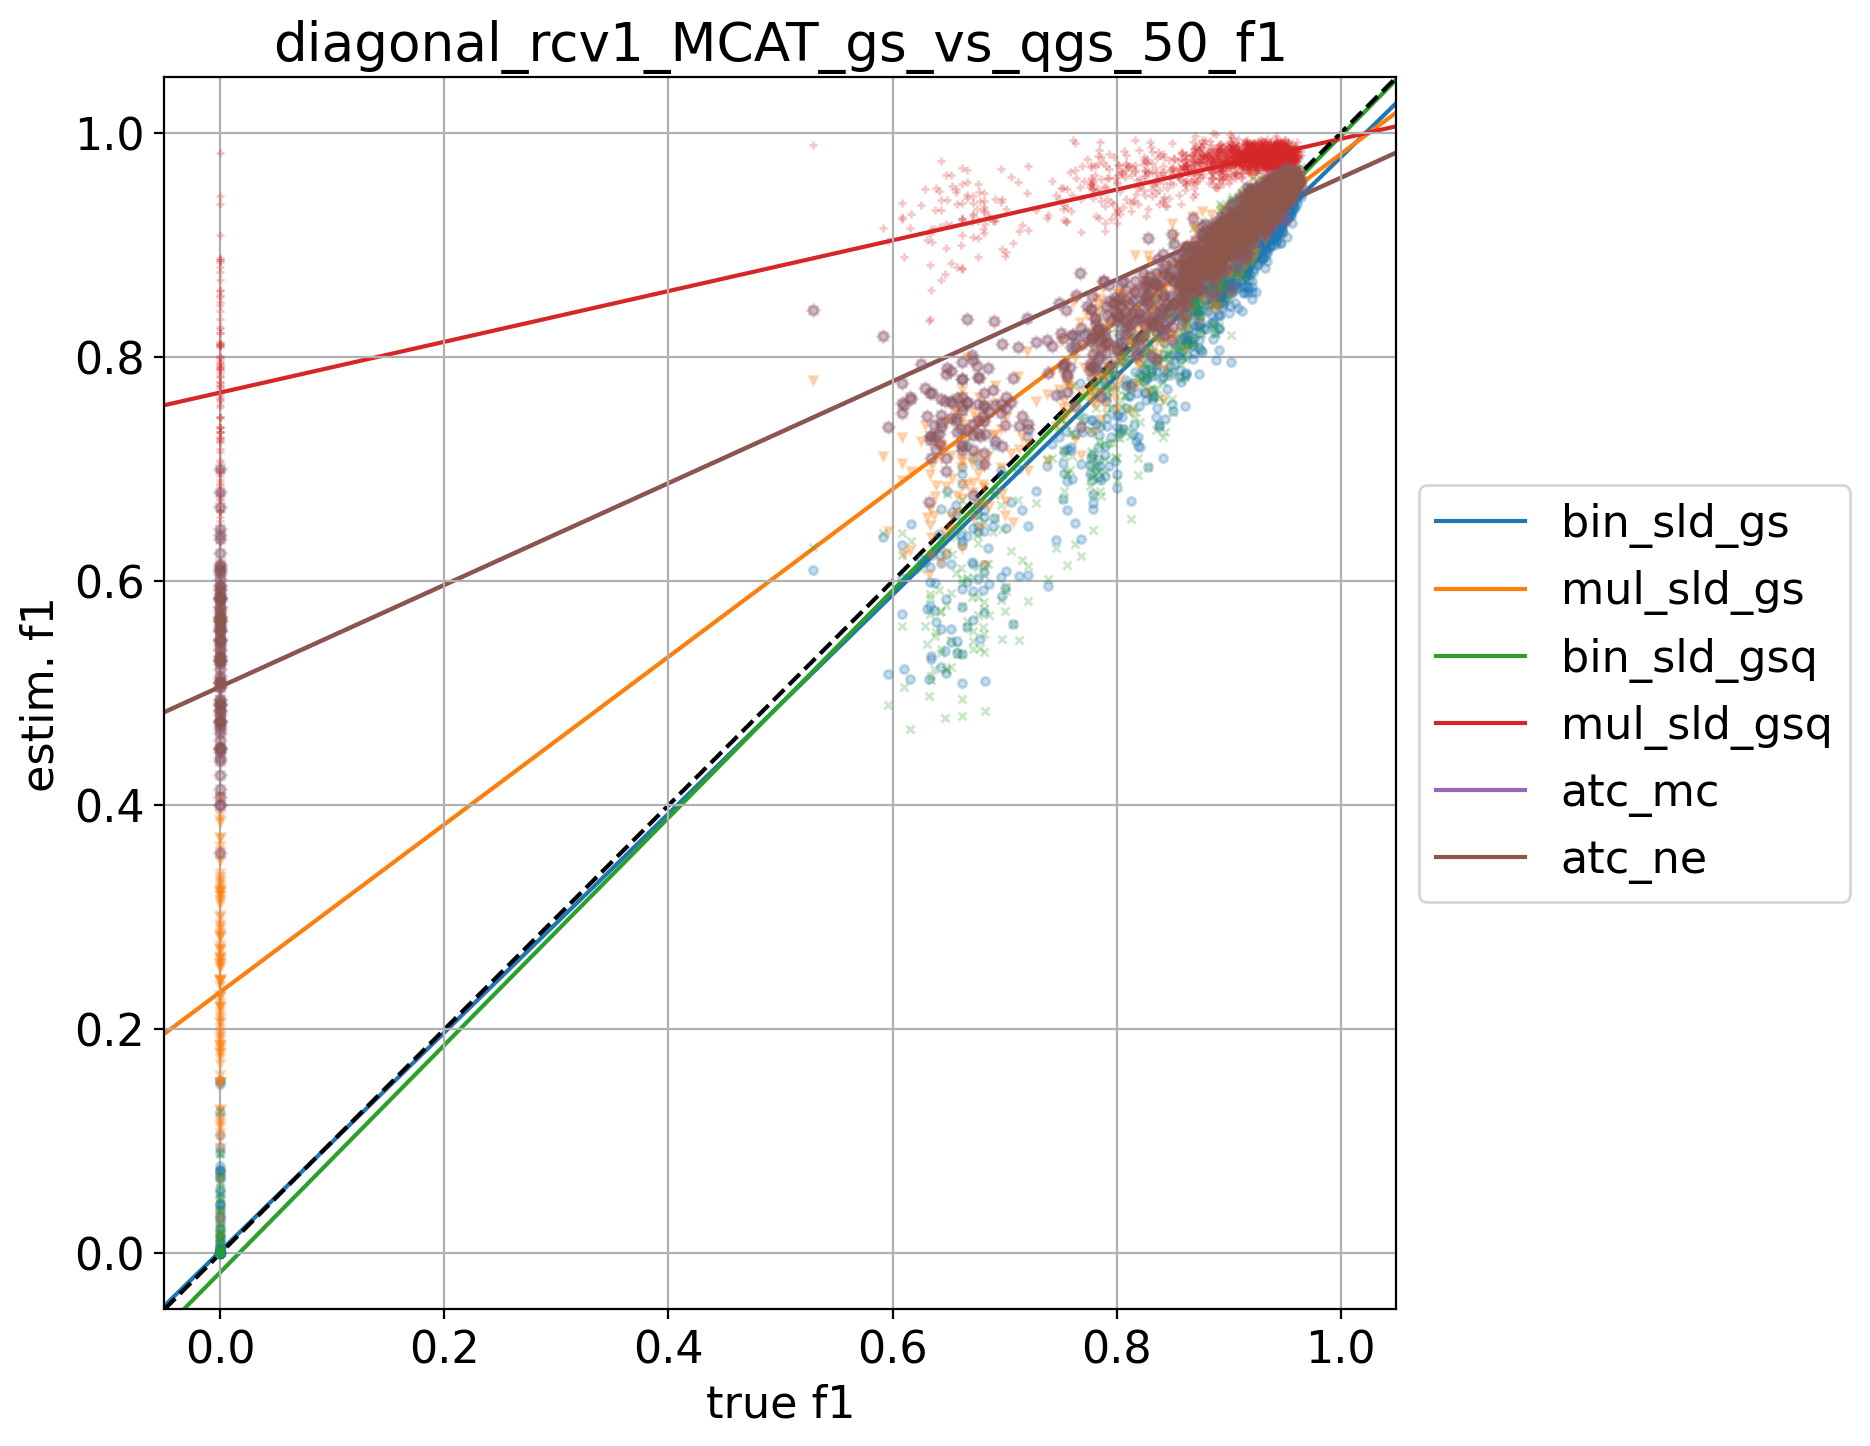 diagonal_rcv1_MCAT_gs_vs_qgs_50_f1
1.0
0.8
0.6
0.4
0.2
0.0
estim. f1
0.0 0.2 0.4 0.6 0.8 1.0
true f1
bin_sld_gs
mul_sld_gs
bin_sld_gsq
mul_sld_gsq
atc_mc
atc_ne